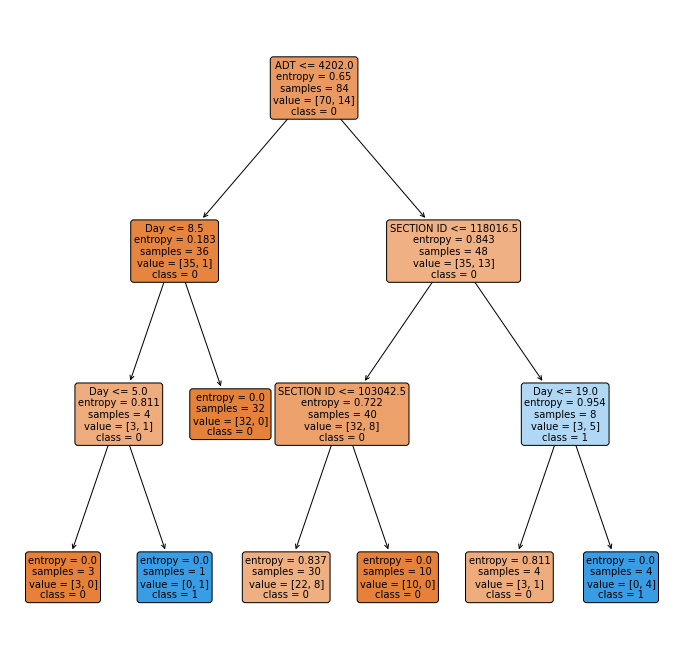 ADT <= 4202.0
entropy = 0.65
samples = 84
value = [70, 14]
class = 0
Day <= 8.5
entropy = 0.183
samples = 36
value = [35, 1]
class = 0
SECTION ID <= 118016.5
entropy = 0.843
samples = 48
value = [35, 13]
class = 0
Day <= 5.0
entropy = 0.811
samples = 4
value = [3, 1]
class = 0
entropy = 0.0
samples = 32
value = [32, 0]
class = 0
SECTION ID <= 103042.5
entropy = 0.722
samples = 40
value = [32, 8]
class = 0
Day <= 19.0
entropy = 0.954
samples = 8
value = [3, 5]
class = 1
entropy = 0.0
samples = 3
value = [3, 0]
class = 0
entropy = 0.0
samples = 1
value = [0, 1]
class = 1
entropy = 0.837
samples = 30
value = [22, 8]
class = 0
entropy = 0.0
samples = 10
value = [10, 0]
class = 0
entropy = 0.811
samples = 4
value = [3, 1]
class = 0
entropy = 0.0
samples = 4
value = [0, 4]
class = 1